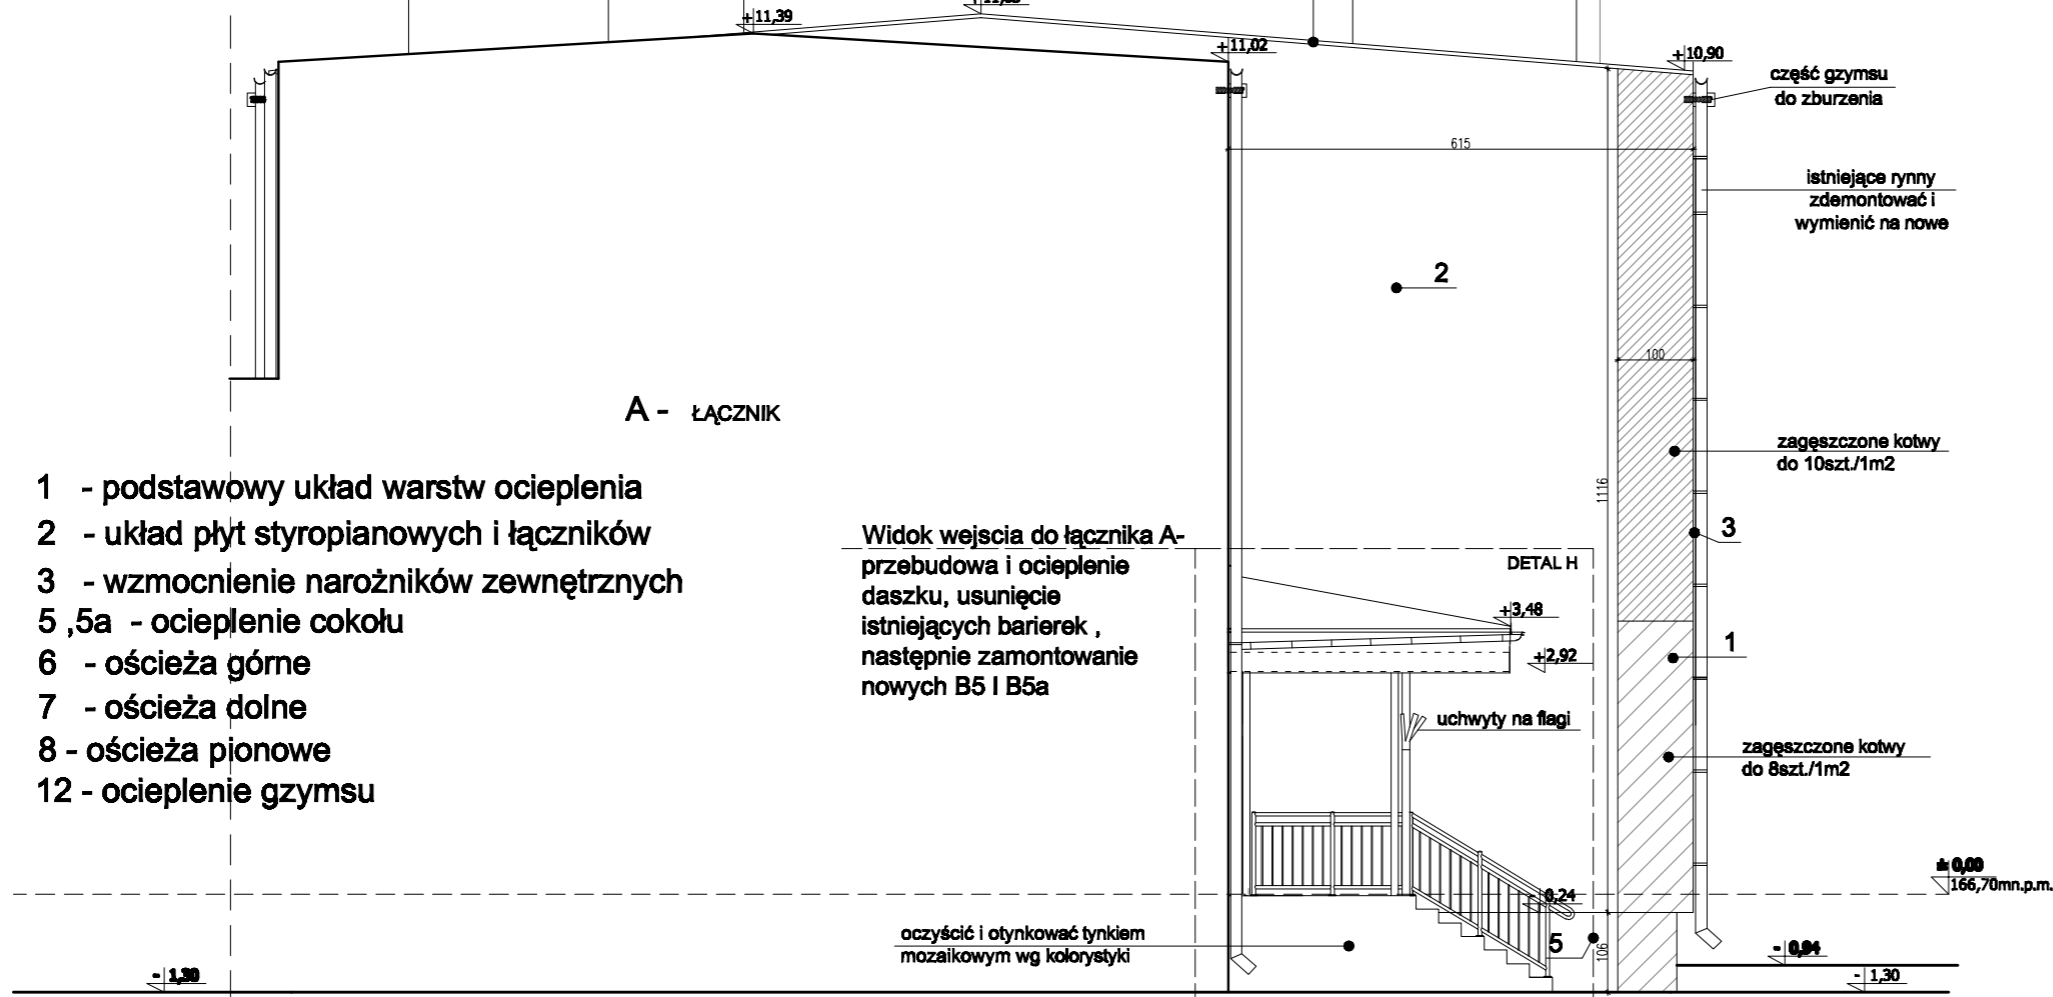 +11,39
+11,02
+10,90
część gzymsu
do zburzenia
615
istniejące rynny
zdemontować i
wymienić na nowe
2
100
A - ŁĄCZNIK
zagęszczone kotwy
do 10szt./1m2
1 - podstawowy układ warstw ocieplenia
2 - układ płyt styropianowych i łączników
3 - wzmocnienie narożników zewnętrznych
5 ,5a - ocieplenie cokołu
6 - ościeża górne
7 - ościeża dolne
8 - ościeża pionowe
12 - ocieplenie gzymsu
1116
3
Widok wejscia do łącznika A-
przebudowa i ocieplenie
daszku, usunięcie
istniejących barierek ,
następnie zamontowanie
nowych B5 I B5a
DETAL H
+3,48
+2,92
1
uchwyty na flagi
zagęszczone kotwy
do 8szt./1m2
± 0,00
166,70mn.p.m.
0,24
oczyścić i otynkować tynkiem
mozaikowym wg kolorystyki
5
106
- 0,94
- 1,30
- 1,30